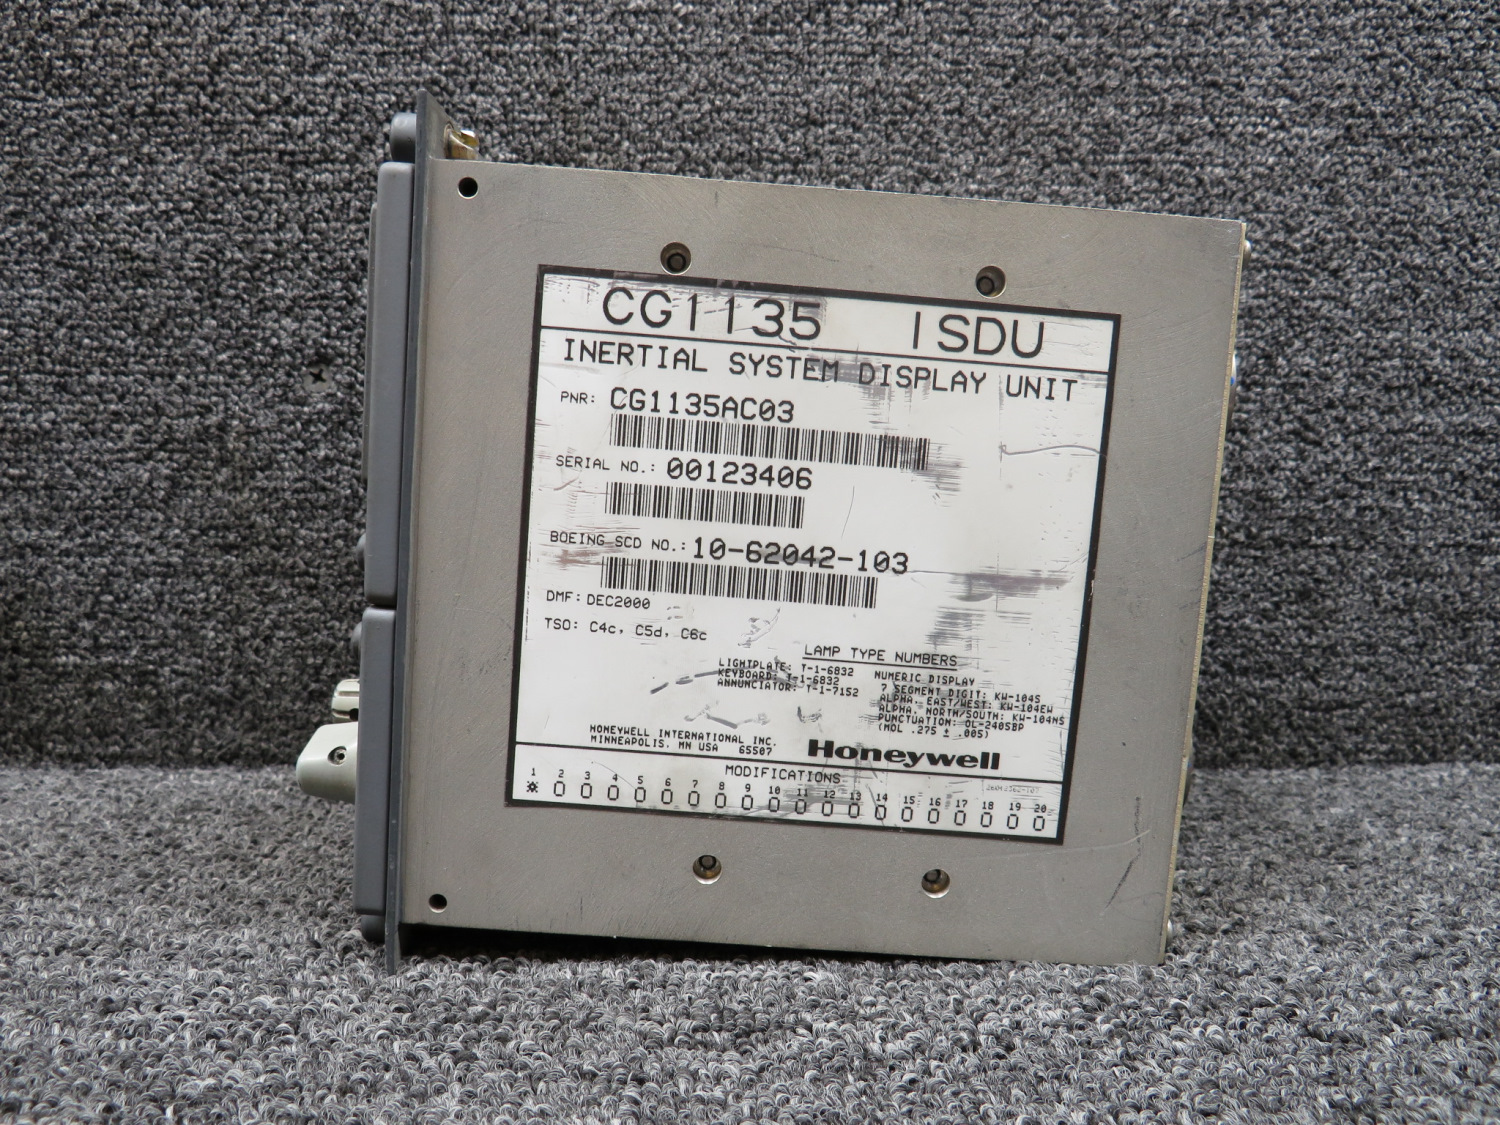 CG1135 ISDU
INERTIAL SYSTEM DISPLAY UNIT
PNR: CG1135AC03
SERIAL NO.: 00123406
BOEING SCD NO.: 10-62042-103
DMF: DEC2000
TSO: C4c, C5d, C6c
LAMP TYPE NUMBERS
LIGHTPLATE: T-1-6832
KEYBOARD: T-1-6832
ANNUNCIATOR: T-1-7152
NUMERIC DISPLAY
7 SEGMENT DIGIT: KW-104S
ALPHA. EAST/WEST: KW-104EW
ALPHA. NORTH/SOUTH: KW-104NS
PUNCTUATION: OL-240SBP
(MOL .275 ± .005)
HONEYWELL INTERNATIONAL INC.
MINNEAPOLIS. MN USA 65507
Honeywell
MODIFICATIONS
1 2 3 4 5 6 7 8 9 10 11 12 13 14 15 16 17 18 19 20